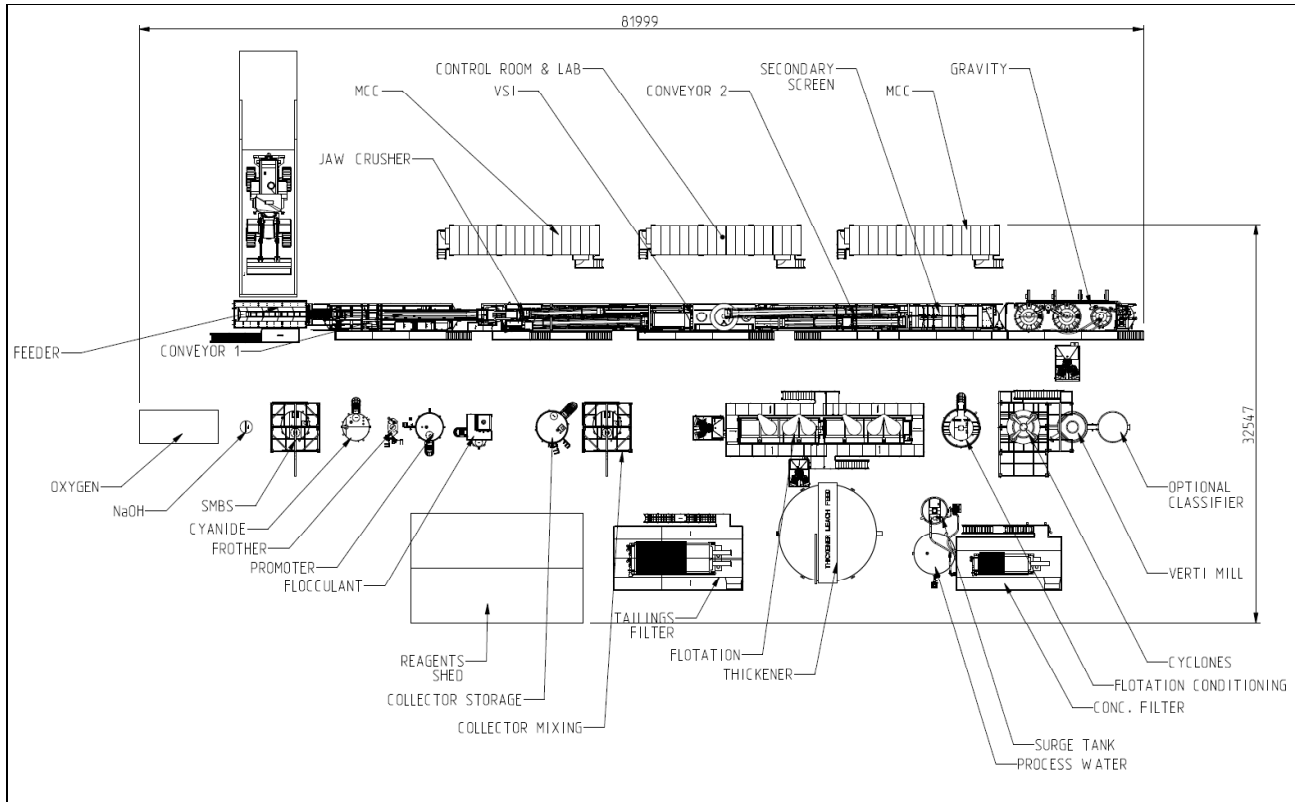 81999
CONTROL ROOM & LAB
SECONDARY
SCREEN
GRAVITY
MCC
VSI
CONVEYOR 2
MCC
JAW CRUSHER
FEEDER
CONVEYOR 1
32547
OXYGEN
NaOH
SMBS
CYANIDE
FROTHER
PROMOTER
FLOCCULANT
THICKENER LEACH FEED
OPTIONAL
CLASSIFIER
VERTI MILL
TAILINGS
FILTER
REAGENTS
SHED
FLOTATION
THICKENER
CYCLONES
COLLECTOR STORAGE
FLOTATION CONDITIONING
CONC. FILTER
COLLECTOR MIXING
SURGE TANK
PROCESS WATER